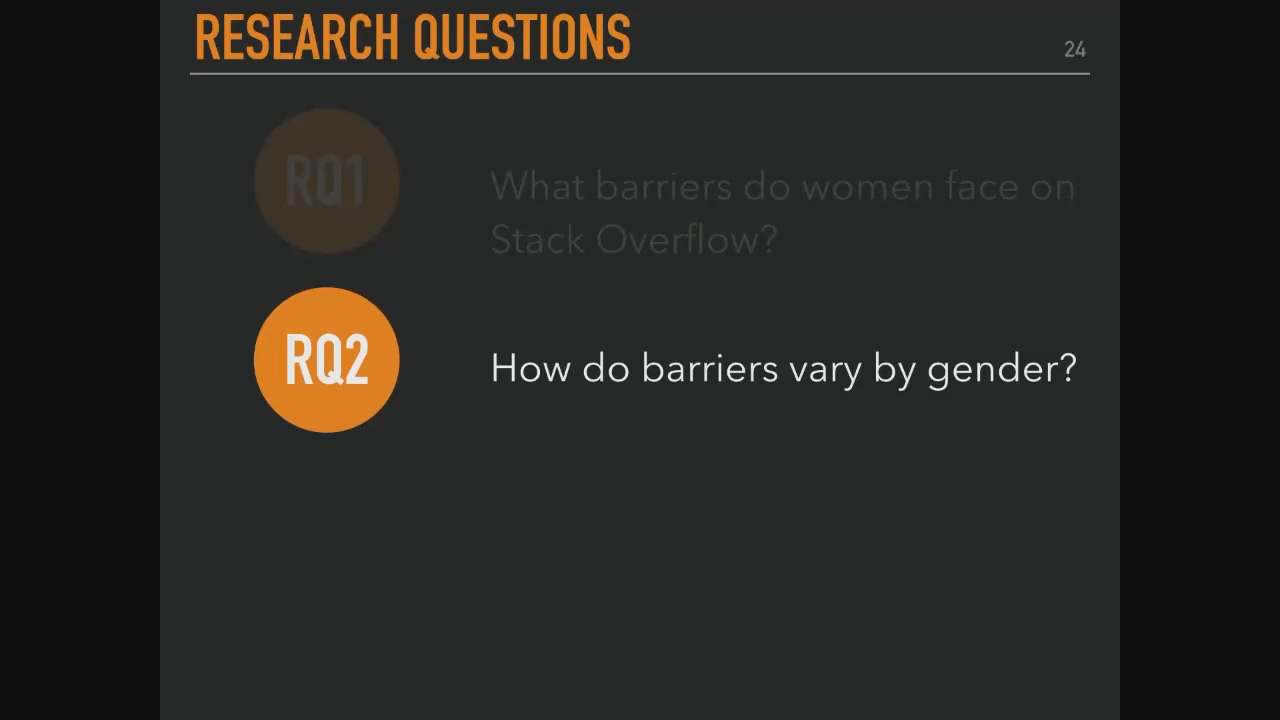 RESEARCH QUESTIONS
24
RQ1
What barriers do women face on
Stack Overflow?
RQ2
How do barriers vary by gender?